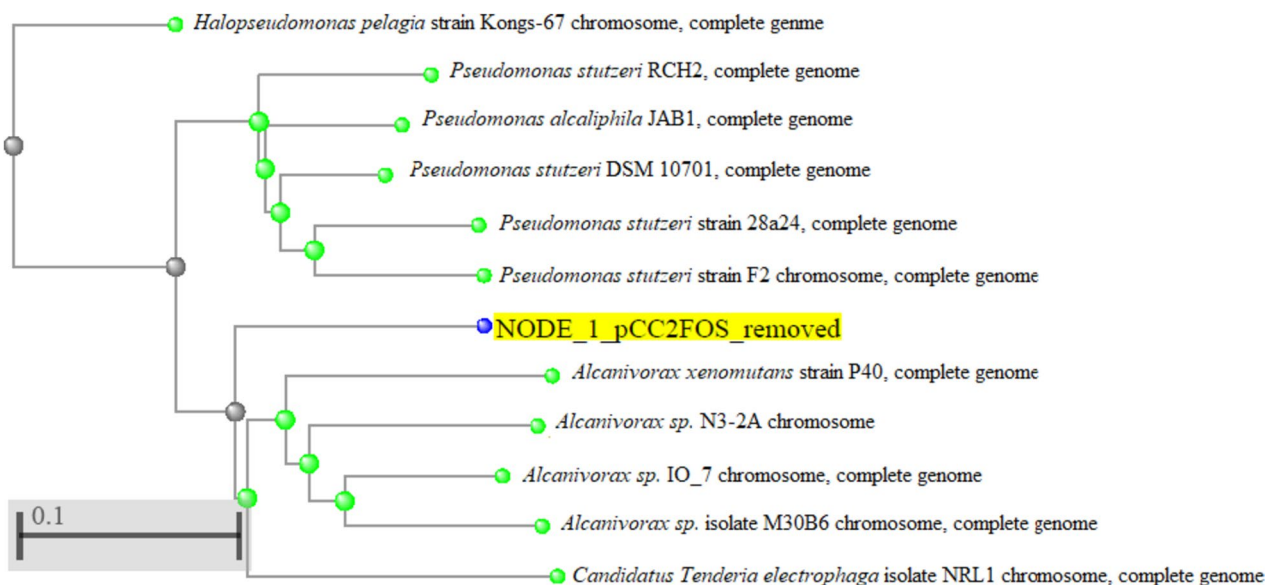 Halopseudomonas pelagia strain Kongs-67 chromosome, complete genme
Pseudomonas stutzeri RCH2, complete genome
Pseudomonas alcaliphila JAB1, complete genome
Pseudomonas stutzeri DSM 10701, complete genome
Pseudomonas stutzeri strain 28a24, complete genome
Pseudomonas stutzeri strain F2 chromosome, complete genome
NODE_1_pCC2FOS_removed
Alcanivorax xenomutans strain P40, complete genome
Alcanivorax sp. N3-2A chromosome
Alcanivorax sp. IO_7 chromosome, complete genome
0.1
Alcanivorax sp. isolate M30B6 chromosome, complete genome
Candidatus Tenderia electrophaga isolate NRL1 chromosome, complete genome